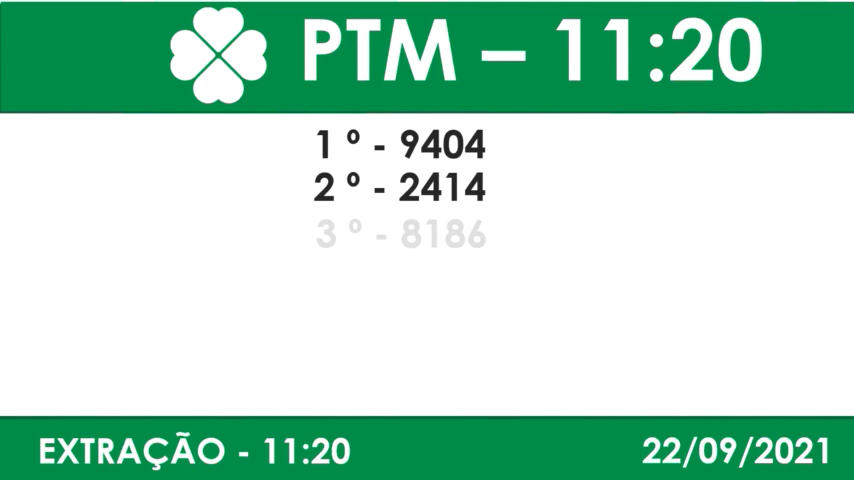 PTM – 11:20
1 º - 9404
2 º - 2414
3 º - 8186
EXTRAÇÃO - 11:20
22/09/2021